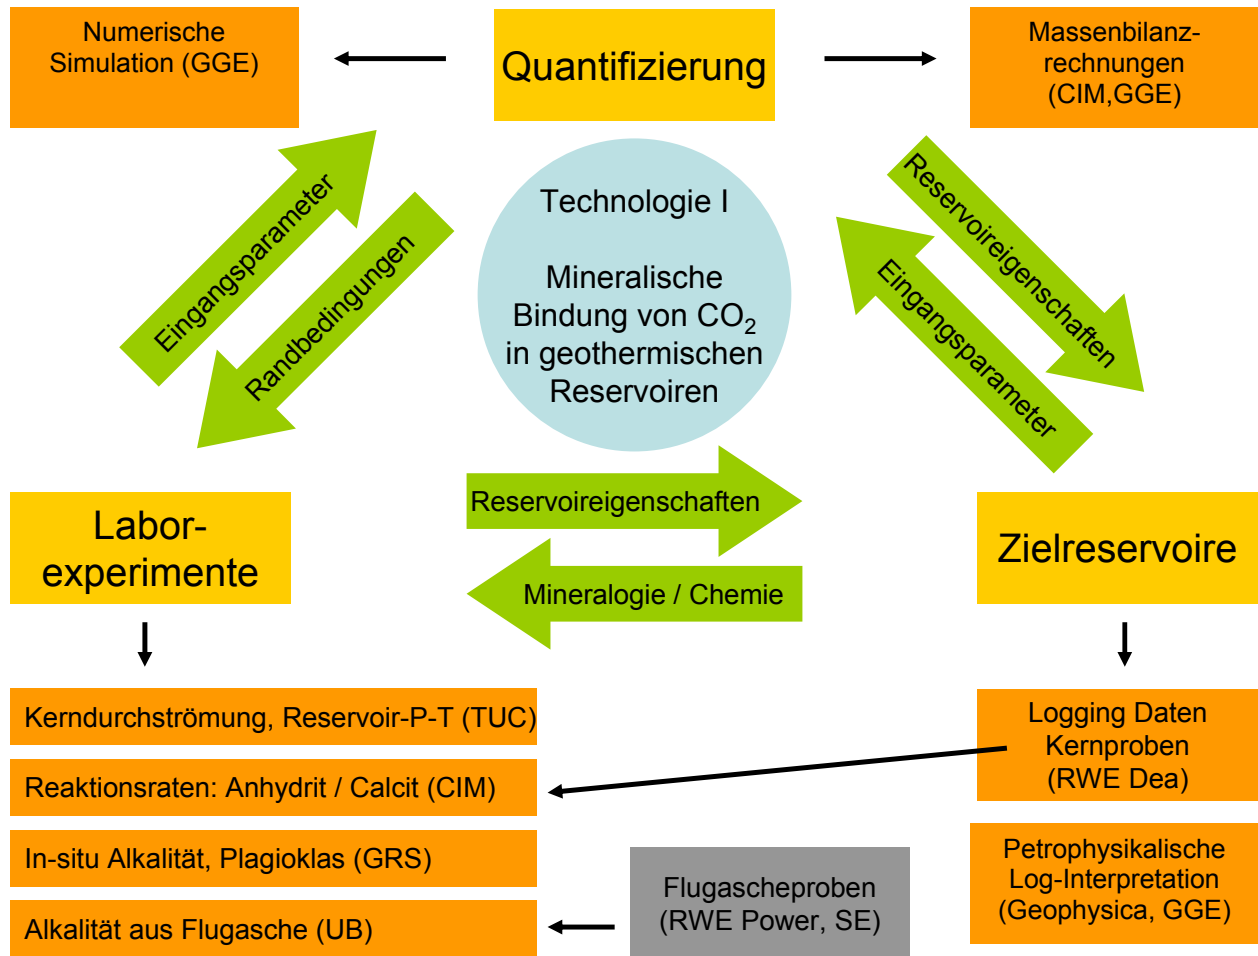 Numerische
Simulation (GGE)
Quantifizierung
Massenbilanz-
rechnungen
(CIM,GGE)
Technologie I
Mineralische
Bindung von CO₂
in geothermischen
Reservoiren
Eingangsparameter
Randbedingungen
Reservoireigenschaften
Eingangsparameter
Reservoireigenschaften
Mineralogie / Chemie
Labor-
experimente
Zielreservoire
Kerndurchströmung, Reservoir-P-T (TUC)
Reaktionsraten: Anhydrit / Calcit (CIM)
In-situ Alkalität, Plagioklas (GRS)
Alkalität aus Flugasche (UB)
Flugascheproben
(RWE Power, SE)
Logging Daten
Kernproben
(RWE Dea)
Petrophysikalische
Log-Interpretation
(Geophysica, GGE)